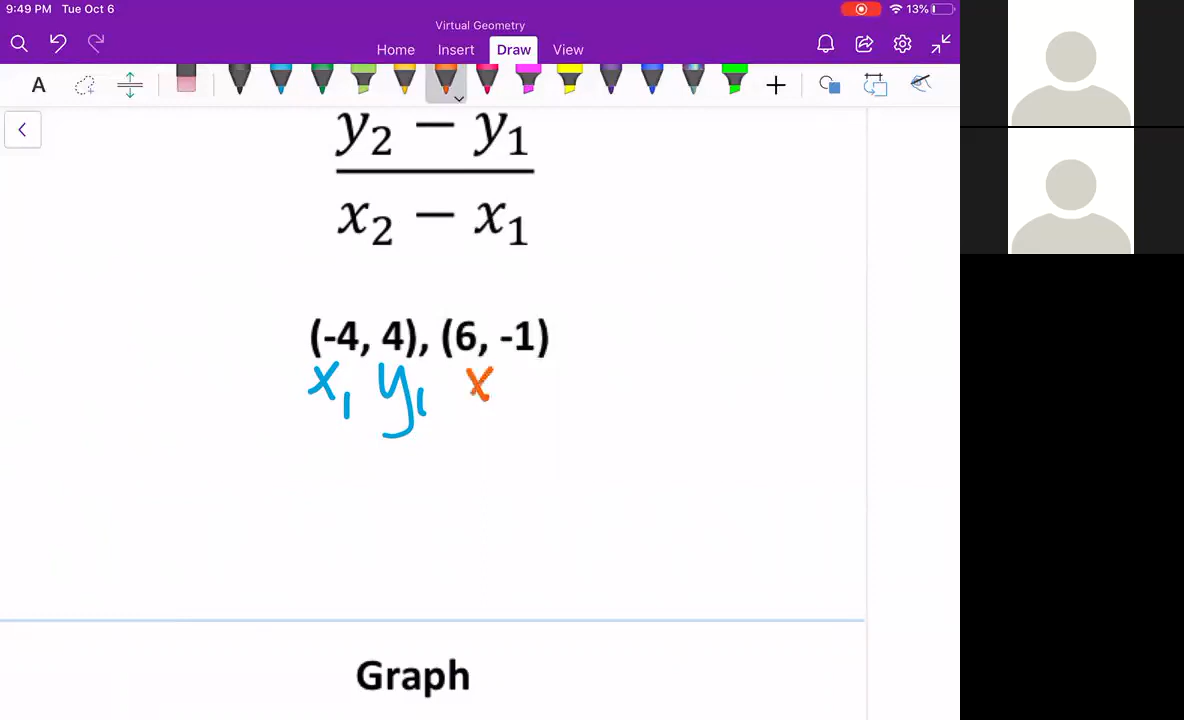 9:49 PM Tue Oct 6
13%
Virtual Geometry
Home Insert Draw View
A
y₂ − y₁
x₂ − x₁
(-4, 4), (6, -1)
x₁ y₁ x
Graph